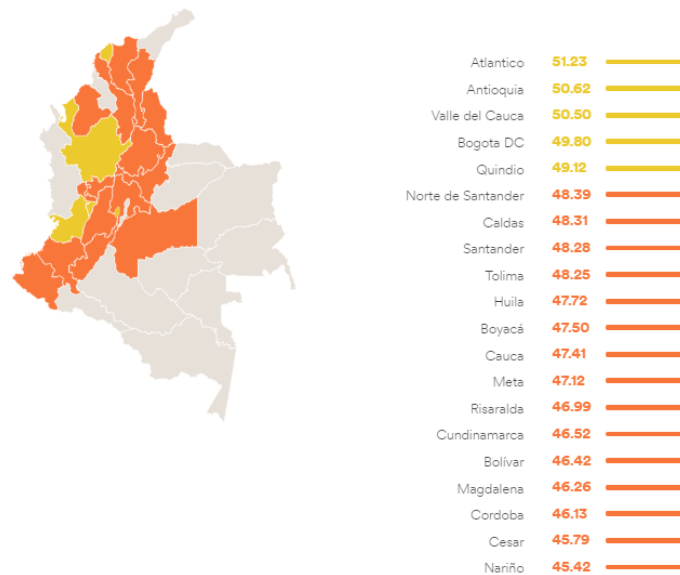 Atlantico 51.23
Antioquia 50.62
Valle del Cauca 50.50
Bogota DC 49.80
Quindio 49.12
Norte de Santander 48.39
Caldas 48.31
Santander 48.28
Tolima 48.25
Huila 47.72
Boyacá 47.50
Cauca 47.41
Meta 47.12
Risaralda 46.99
Cundinamarca 46.52
Bolívar 46.42
Magdalena 46.26
Cordoba 46.13
Cesar 45.79
Nariño 45.42